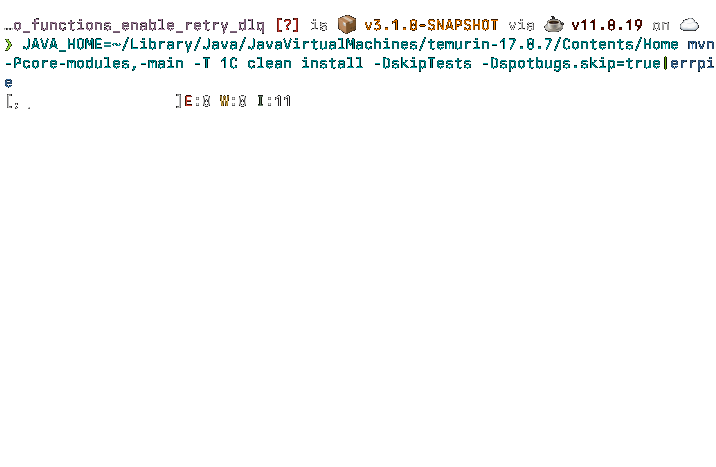 …o_functions_enable_retry_dlq [?] is 📦 v3.1.0-SNAPSHOT via ☕ v11.0.19 on ☁
❯ JAVA_HOME=~/Library/Java/JavaVirtualMachines/temurin-17.0.7/Contents/Home mvn
-Pcore-modules,-main -T 1C clean install -DskipTests -Dspotbugs.skip=true|errpi
e
[; . ]E:0 W:0 I:11